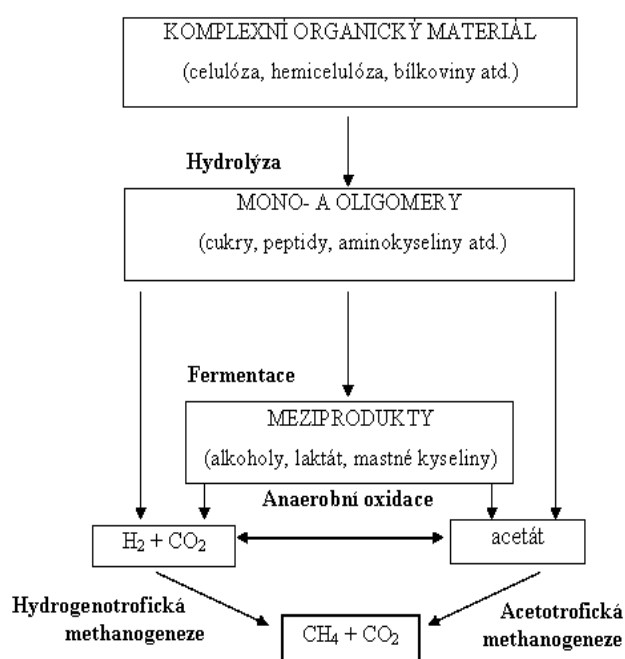 KOMPLEXNÍ ORGANICKÝ MATERIÁL
(celulóza, hemicelulóza, bílkoviny atd.)
Hydrolýza
MONO- A OLIGOMERY
(cukry, peptidy, aminokyseliny atd.)
Fermentace
MEZIPRODUKTY
(alkoholy, laktát, mastné kyseliny)
Anaerobní oxidace
H₂ + CO₂
acetát
Hydrogenotrofická
methanogeneze
CH₄ + CO₂
Acetotrofická
methanogeneze